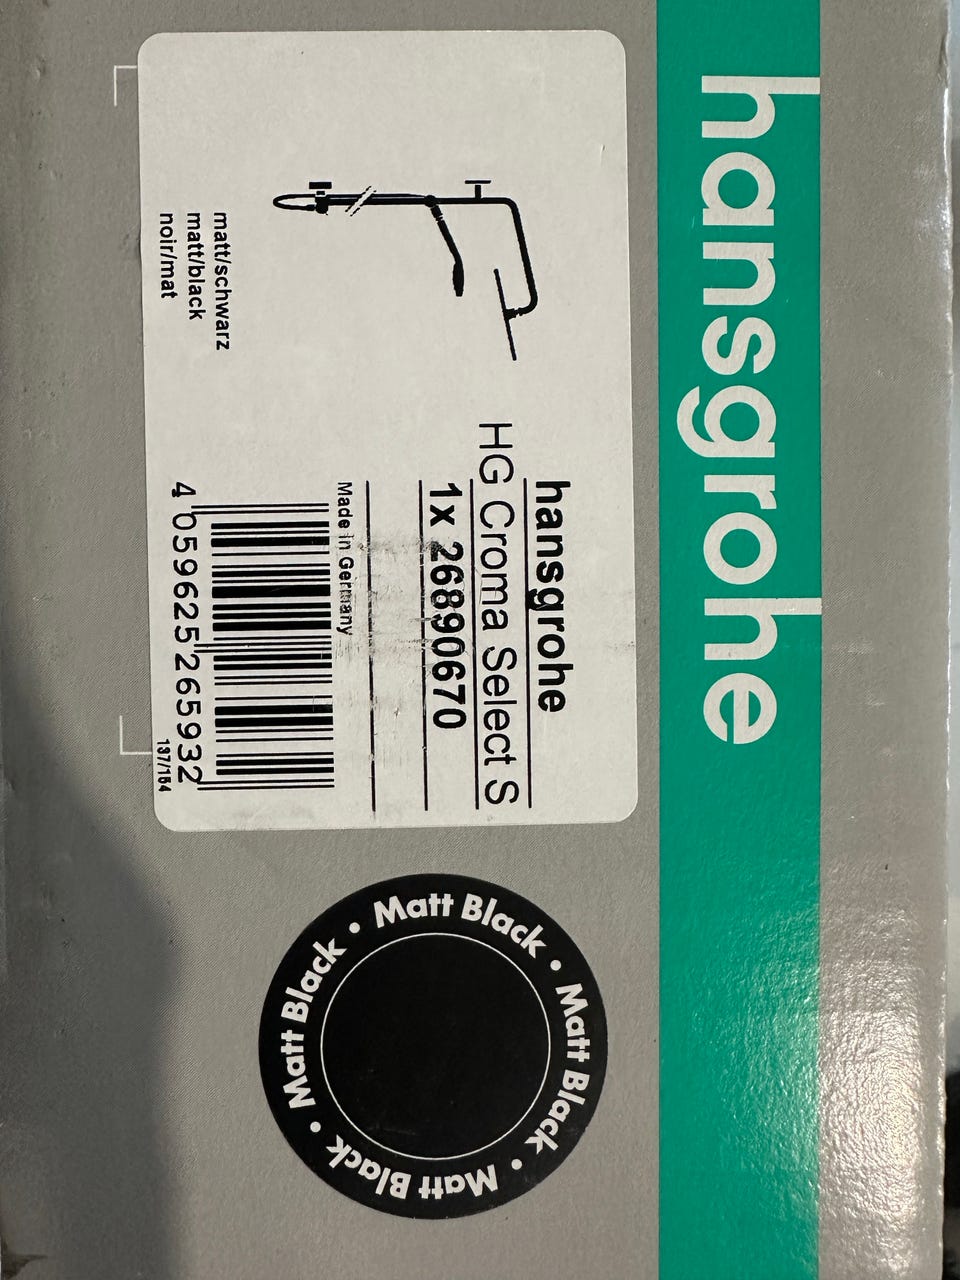 hansgrohe
hansgrohe
HG Croma Select S
1x 26890670
Made in Germany
4 059625 265932
137/154
matt/schwarz
matt/black
noir/mat
Matt Black • Matt Black • Matt Black • Matt Black •